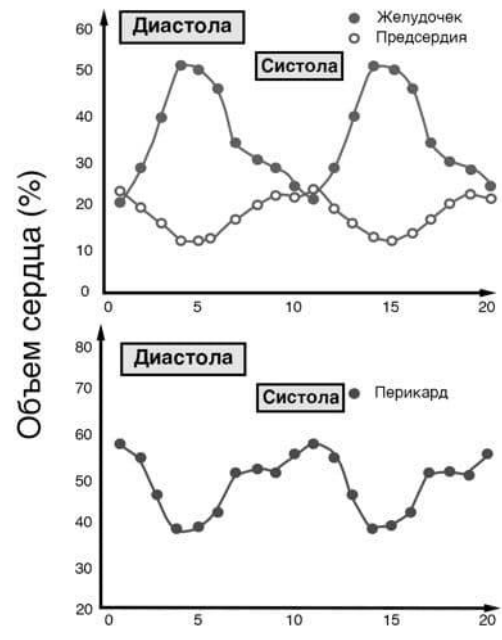 Объем сердца (%)
60
50
40
30
20
10
0
Диастола
Систола
Желудочек
Предсердия
0 5 10 15 20
80
70
60
50
40
30
20
Диастола
Систола
Перикард
0 5 10 15 20